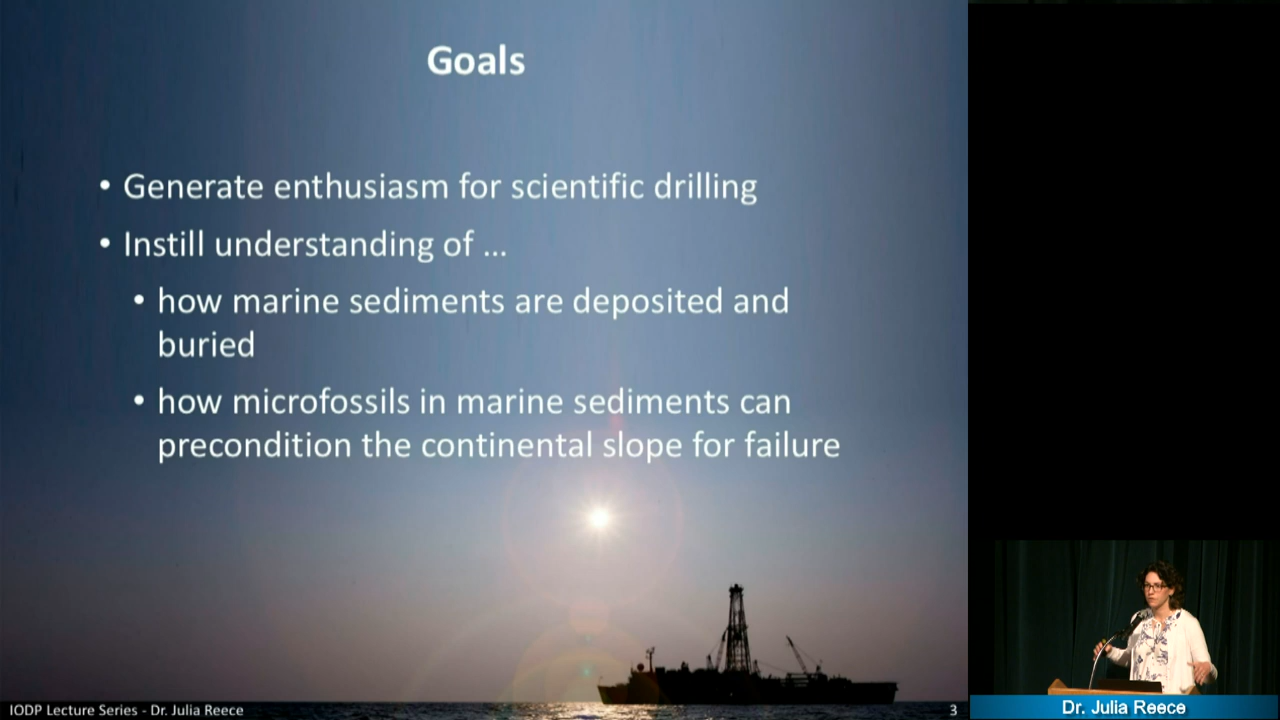 Goals
• Generate enthusiasm for scientific drilling
• Instill understanding of ...
• how marine sediments are deposited and
buried
• how microfossils in marine sediments can
precondition the continental slope for failure
IODP Lecture Series - Dr. Julia Reece
3
Dr. Julia Reece